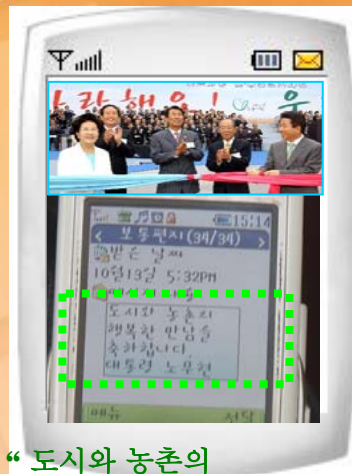 사랑해요! 우
15:14
< 보통편지(34/34) >
받은 날짜
10월13일 5:32PM
도시와 농촌의
행복한 만남을
축하합니다.
대통령 노무현
메뉴
“ 도시와 농촌의